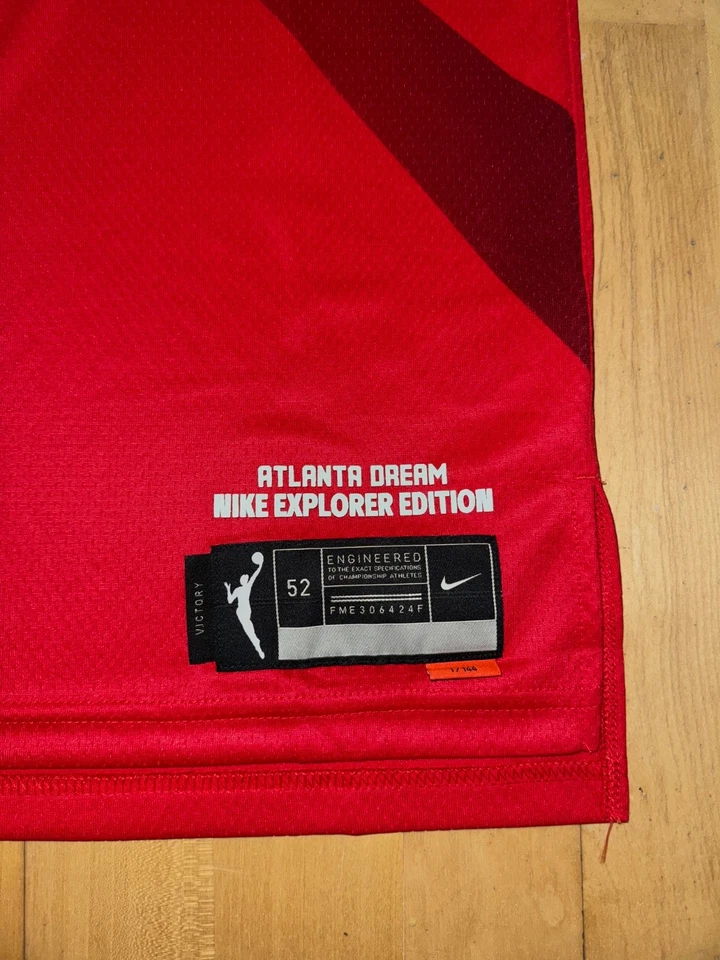 ATLANTA DREAM
NIKE EXPLORER EDITION
VICTORY
52
ENGINEERED
TO THE EXACT SPECIFICATIONS
OF CHAMPIONSHIP ATHLETES
FME306424F